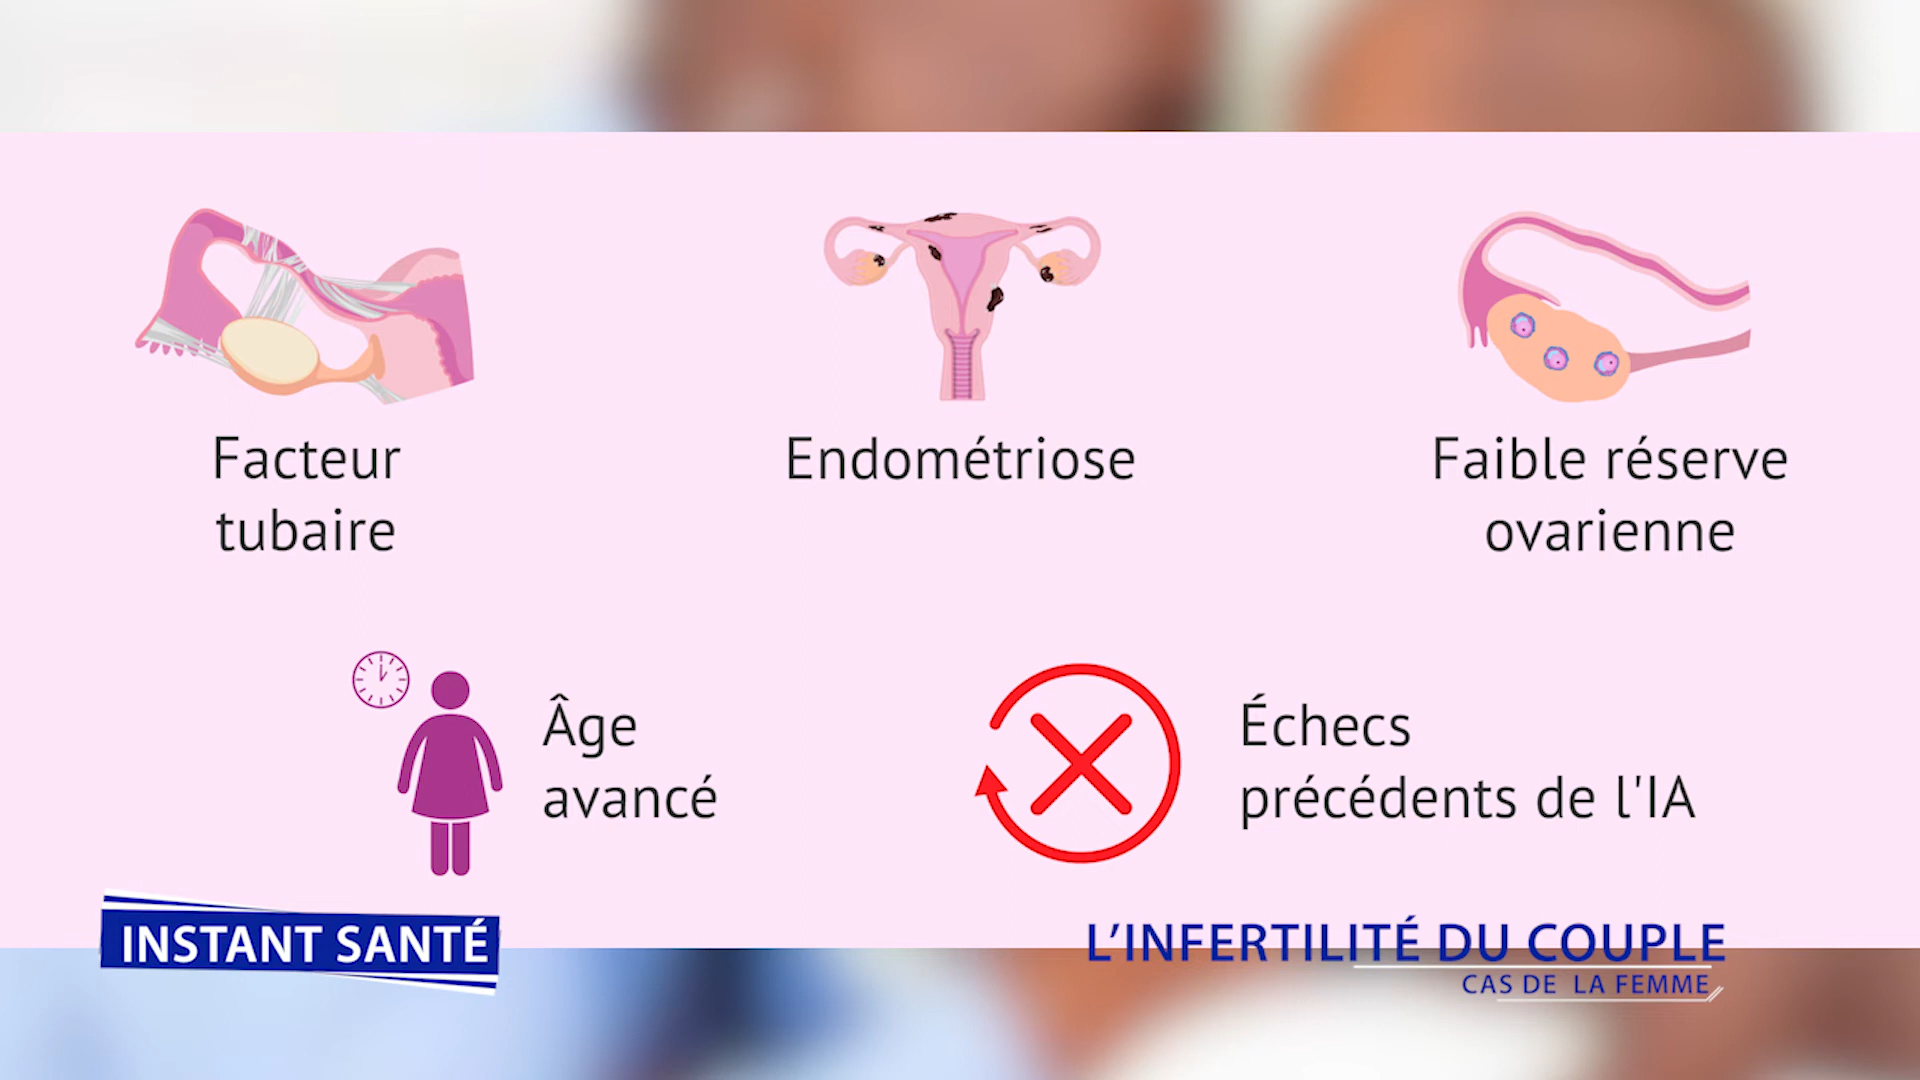 Facteur
tubaire
Endométriose
Faible réserve
ovarienne
Âge
avancé
Échecs
précédents de l'IA
INSTANT SANTÉ
L’INFERTILITÉ DU COUPLE
CAS DE LA FEMME